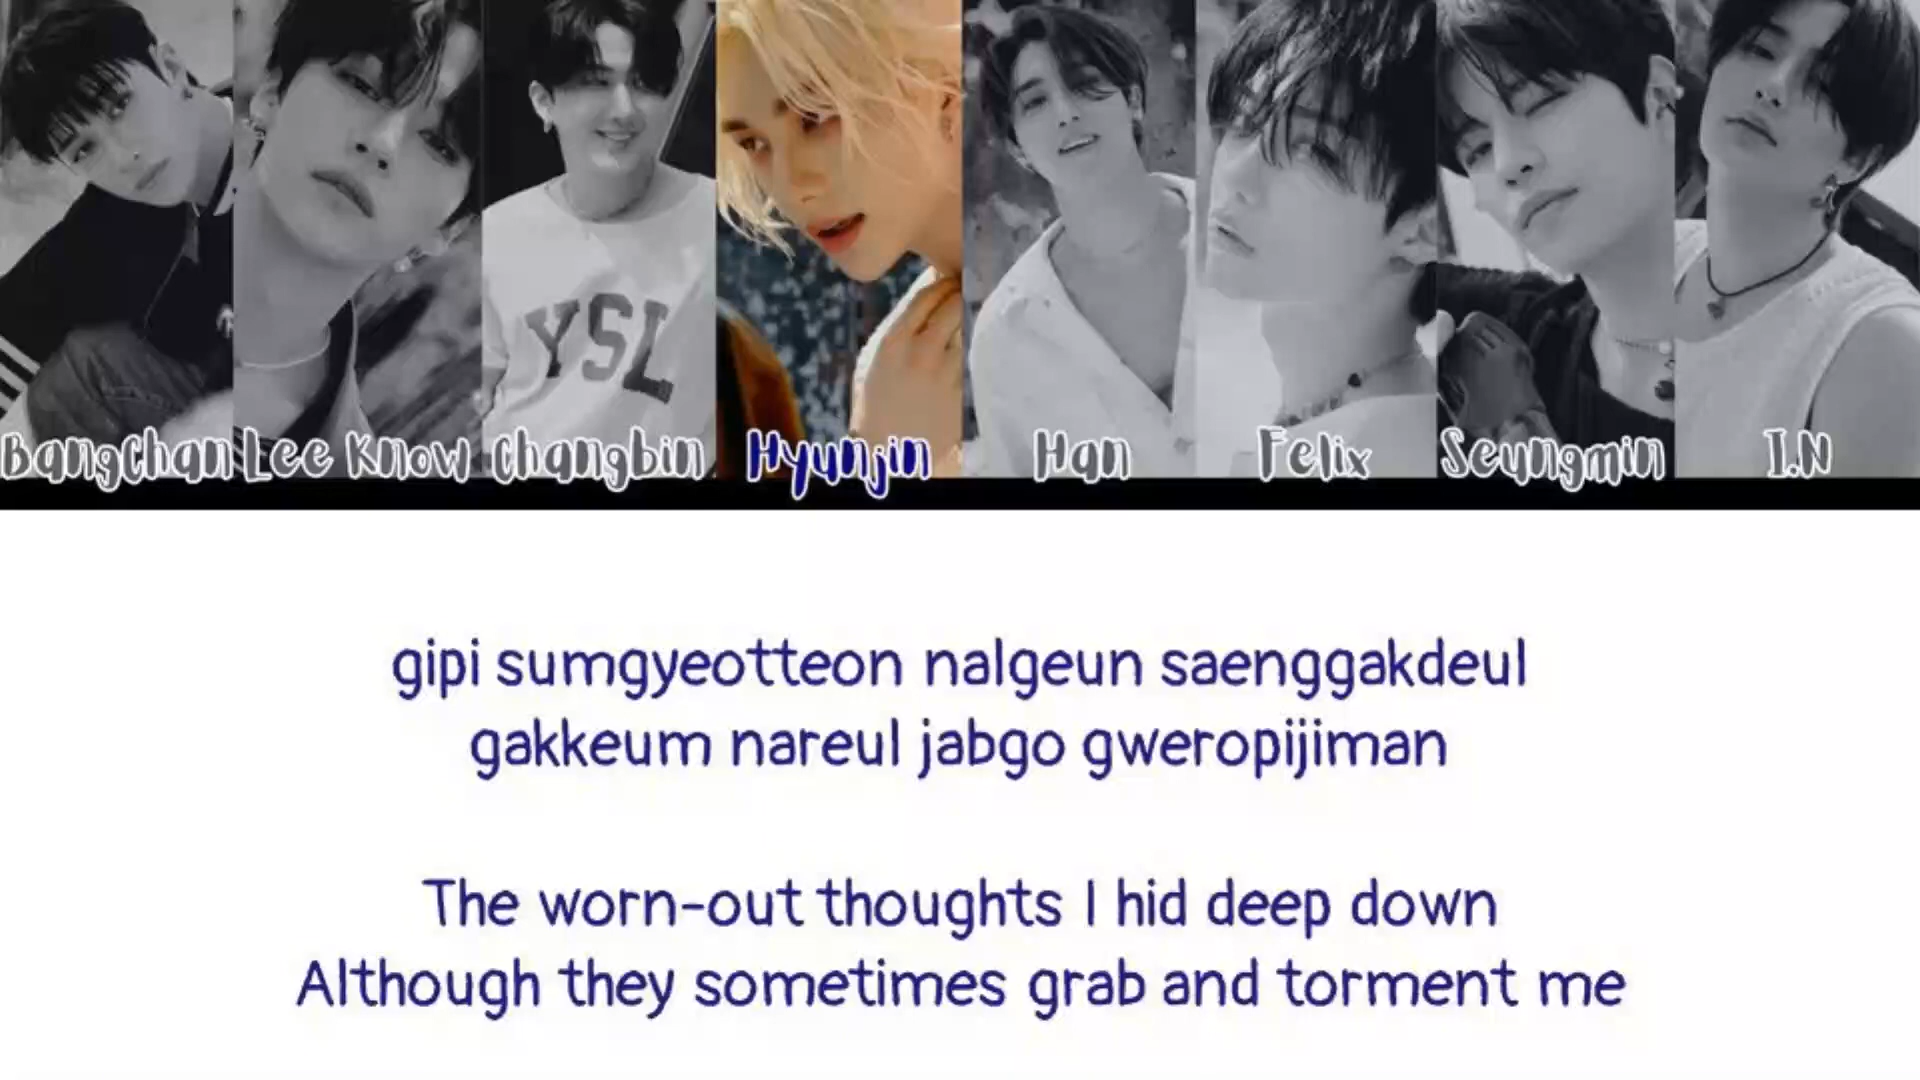 YSL
BangChan Lee Know Changbin Hyunjin Han Felix Seungmin I.N
gipi sumgyeotteon nalgeun saenggakdeul
gakkeum nareul jabgo gweropijiman
The worn-out thoughts I hid deep down
Although they sometimes grab and torment me